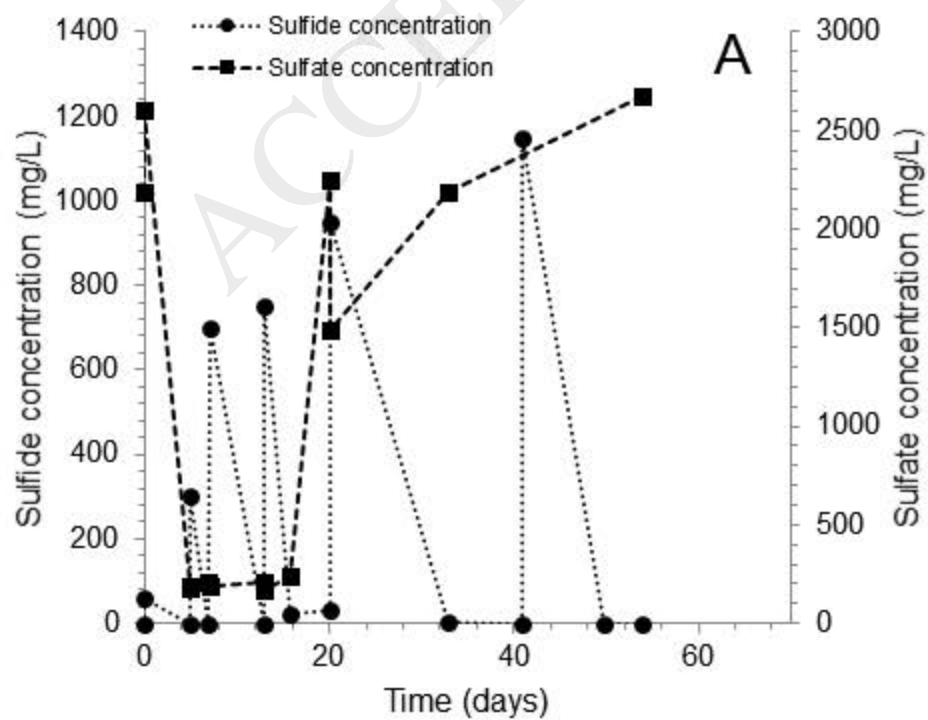 Sulfide concentration
Sulfate concentration
A
ACCE
1400
1200
1000
800
600
400
200
0
3000
2500
2000
1500
1000
500
0
Sulfide concentration (mg/L)
Sulfate concentration (mg/L)
0 20 40 60
Time (days)